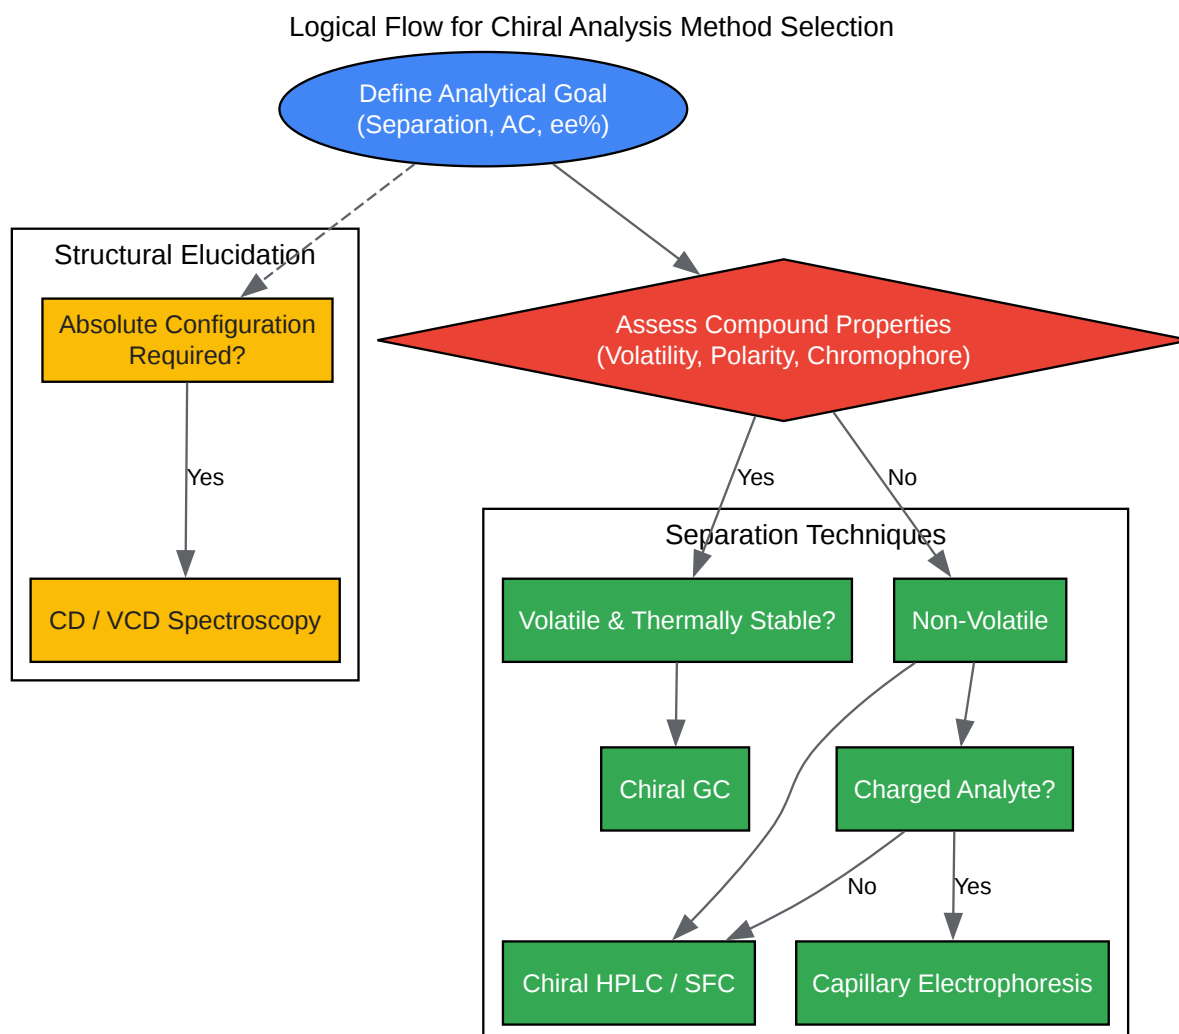 Logical Flow for Chiral Analysis Method Selection
Define Analytical Goal
(Separation, AC, ee%)
Structural Elucidation
Absolute Configuration
Required?
Assess Compound Properties
(Volatility, Polarity, Chromophore)
Yes
Yes
No
Separation Techniques
CD / VCD Spectroscopy
Volatile & Thermally Stable?
Non-Volatile
Chiral GC
Charged Analyte?
No
Yes
Chiral HPLC / SFC
Capillary Electrophoresis